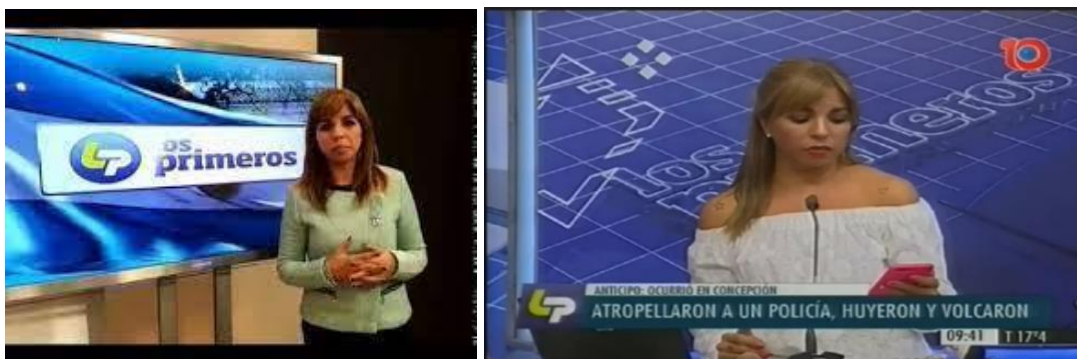 LP
os
primeros
10
los
primeros
ANTICIPO: OCURRIÓ EN CONCEPCIÓN
LP
ATROPELLARON A UN POLICÍA, HUYERON Y VOLCARON
09:41 T 17°4